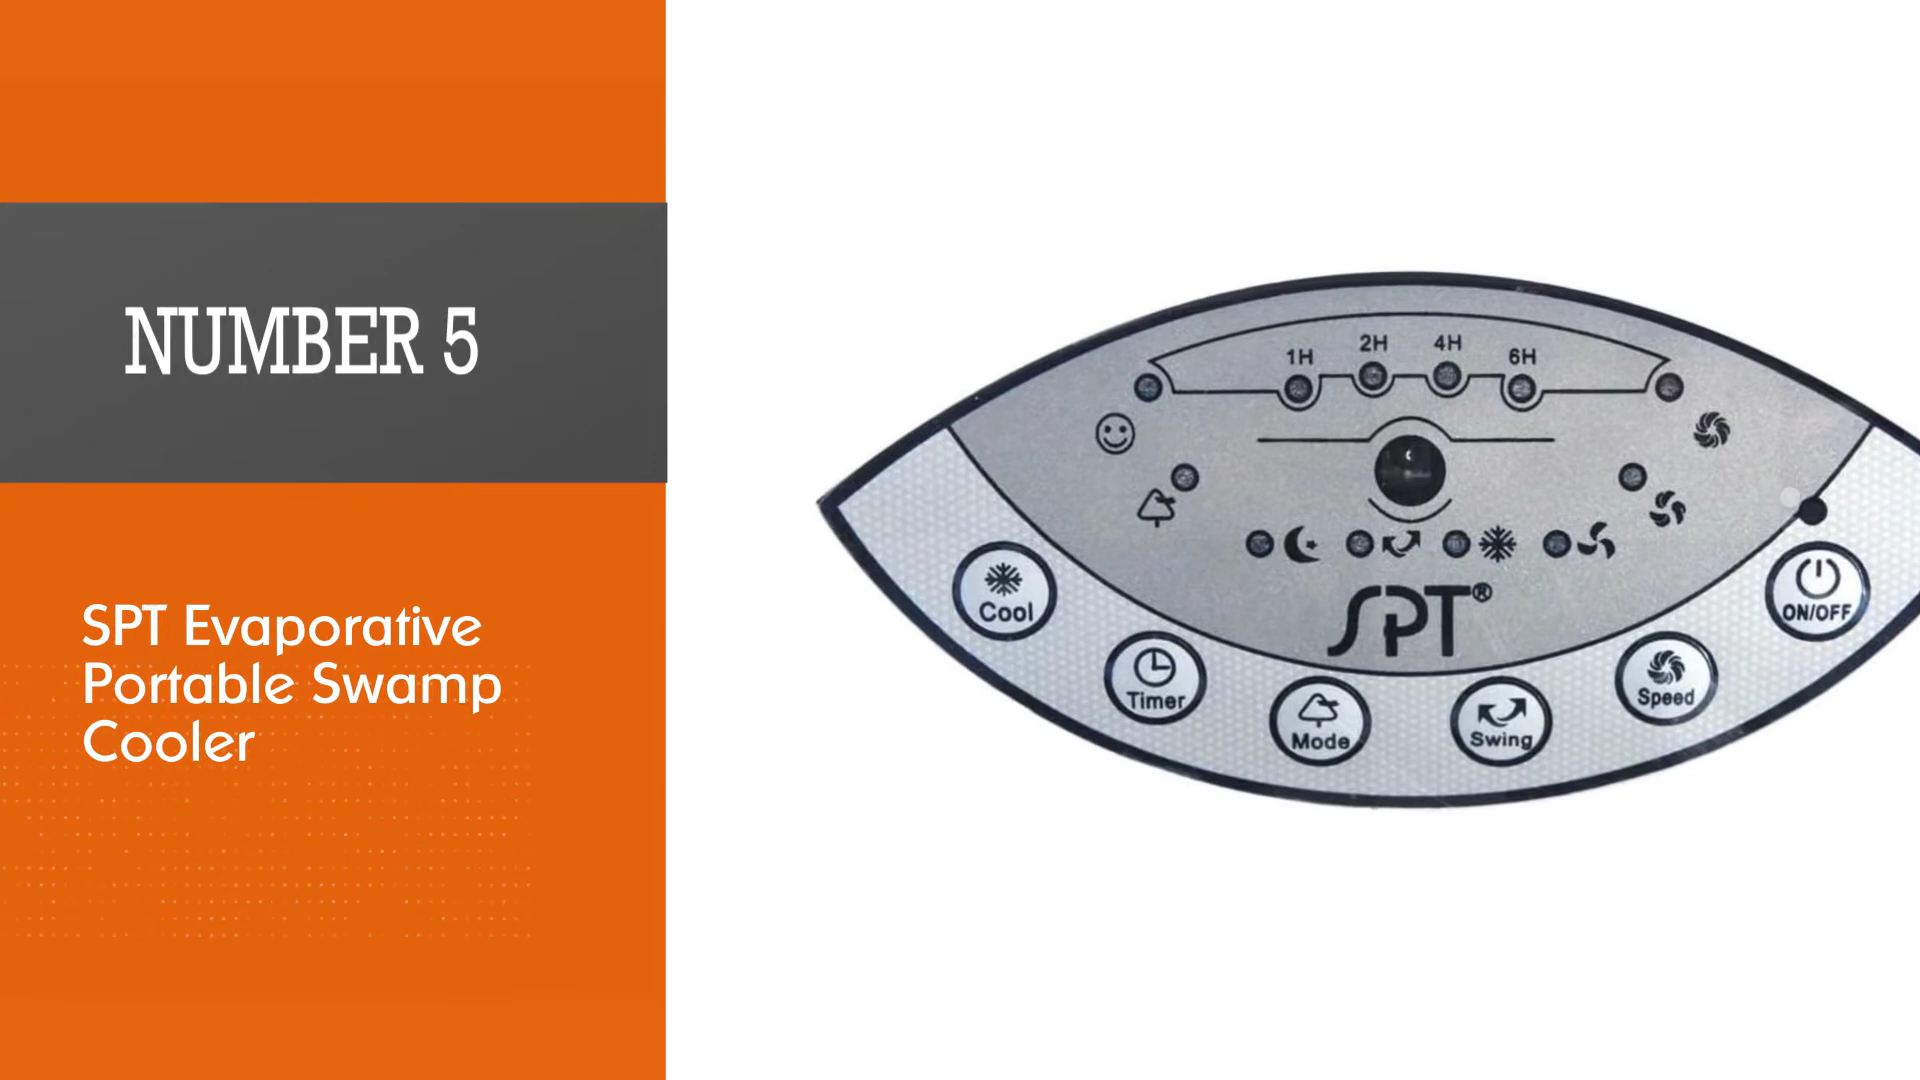 NUMBER 5
SPT Evaporative
Portable Swamp
Cooler
1H 2H 4H 6H
SPT®
Cool
Timer
Mode
Swing
Speed
ON/OFF